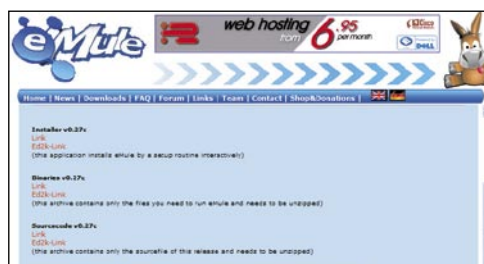 eMule
web hosting
from 6.95 per month
DELL
Home | News | Downloads | FAQ | Forum | Links | Team | Contact | Shop&Donations |
Installer v0.27c
Link
Ed2k-Link
(this application installs eMule by a setup routine interactively)
Binaries v0.27c
Link
Ed2k-Link
(this archive contains only the files you need to run emule and needs to be unzipped)
Sourcecode v0.27c
Link
Ed2k-Link
(this archive contains only the sourcefile of this release and needs to be unzipped)